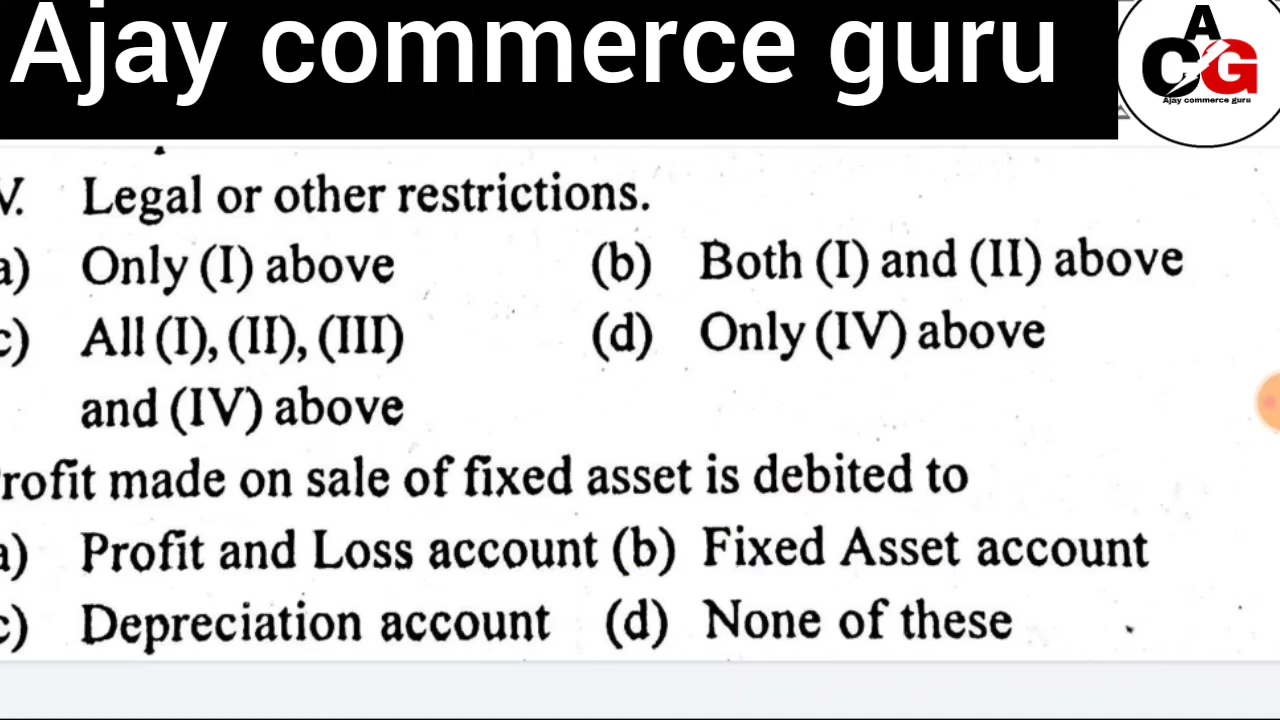 Ajay commerce guru
A
CAG
Ajay commerce guru
V. Legal or other restrictions.
a) Only (I) above (b) Both (I) and (II) above
c) All (I), (II), (III) (d) Only (IV) above
and (IV) above
rofit made on sale of fixed asset is debited to
a) Profit and Loss account (b) Fixed Asset account
c) Depreciation account (d) None of these